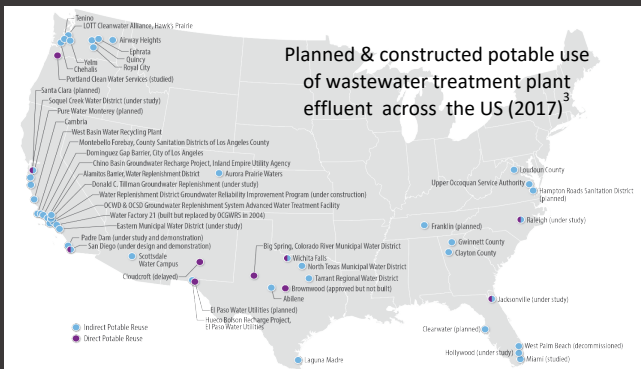 Planned & constructed potable use
of wastewater treatment plant
effluent across the US (2017)3
Tenino
LOTT Clearwater Alliance, Hawk's Prairie
Airway Heights
Ephrata
Quincy
Royal City
Yelm
Chehalis
Portland Clean Water Services (studied)
Santa Clara (planned)
Soquel Creek Water District (under study)
Pure Water Monterey (planned)
Cambria
West Basin Water Recycling Plant
Montebello Forebay, County Sanitation Districts of Los Angeles County
Dominguez Gap Barrier, City of Los Angeles
Chino Basin Groundwater Recharge Project, Inland Empire Utility Agency
Alamitos Barrier, Water Replenishment District
Aurora Prairie Waters
Donald C. Tillman Groundwater Replenishment (under study)
Water Replenishment District Groundwater Reliability Improvement Program (under construction)
OCWD & OCSD Groundwater Replenishment System Advanced Water Treatment Facility
Water Factory 21 (built but replaced by OCGWRS in 2004)
Eastern Municipal Water District (under study)
Padre Dam (under study and demonstration)
San Diego (under design and demonstration)
Scottsdale
Water Campus
Cloudcroft (delayed)
Big Spring, Colorado River Municipal Water District
Wichita Falls
North Texas Municipal Water District
Tarrant Regional Water District
Brownwood (approved but not built)
Abilene
El Paso Water Utilities (planned)
Hueco Bolson Recharge Project,
El Paso Water Utilities
Laguna Madre
Loudoun County
Upper Occoquan Service Authority
Hampton Roads Sanitation District
(planned)
Raleigh (under study)
Franklin (planned)
Gwinnett County
Clayton County
Jacksonville (under study)
Clearwater (planned)
West Palm Beach (decommissioned)
Hollywood (under study)
Miami (studied)
Indirect Potable Reuse
Direct Potable Reuse